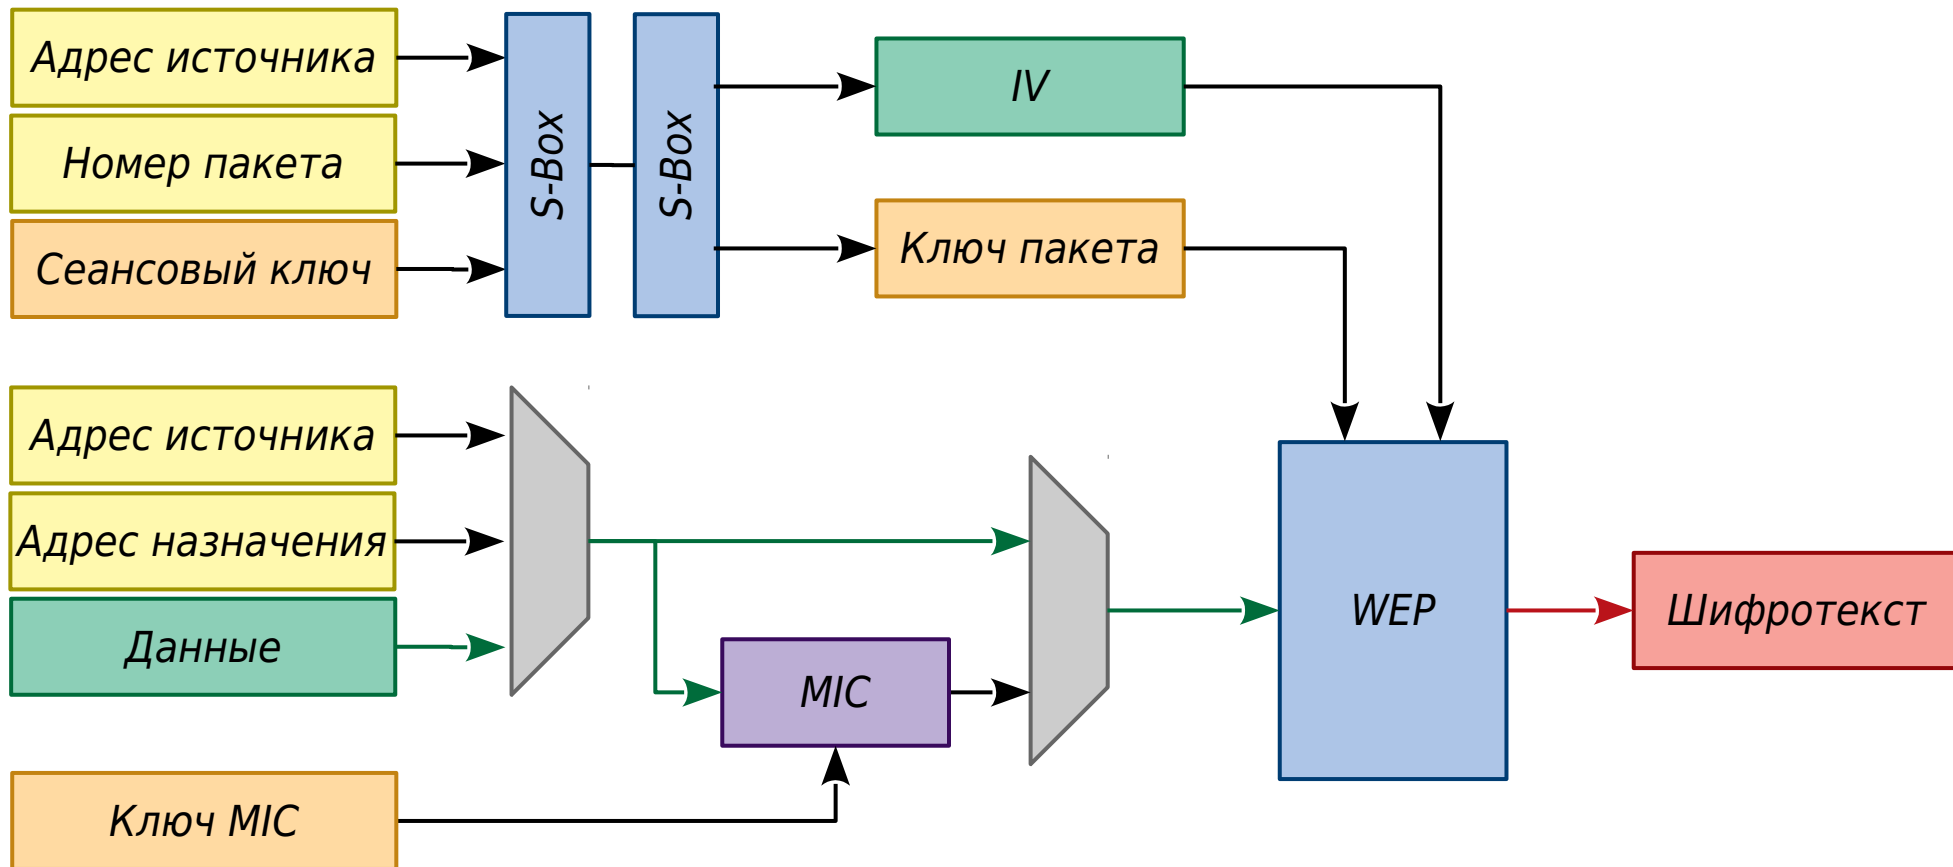 Адрес источника
Номер пакета
Сеансовый ключ
S-Box
S-Box
IV
Ключ пакета
Адрес источника
Адрес назначения
Данные
MIC
Ключ MIC
WEP
Шифротекст